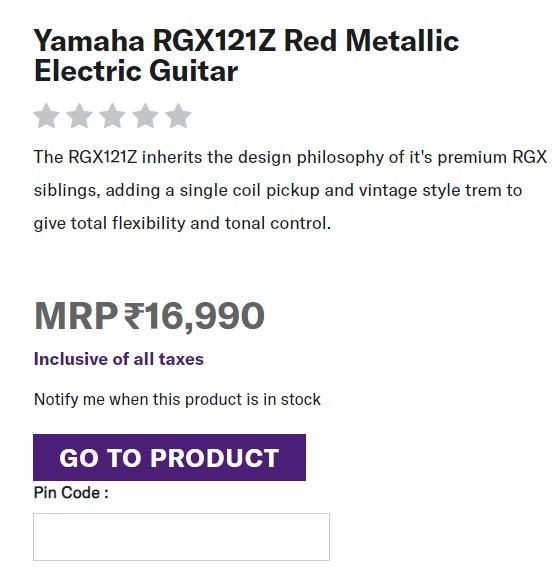 Yamaha RGX121Z Red Metallic
Electric Guitar
The RGX121Z inherits the design philosophy of it's premium RGX
siblings, adding a single coil pickup and vintage style trem to
give total flexibility and tonal control.
MRP ₹16,990
Inclusive of all taxes
Notify me when this product is in stock
GO TO PRODUCT
Pin Code :